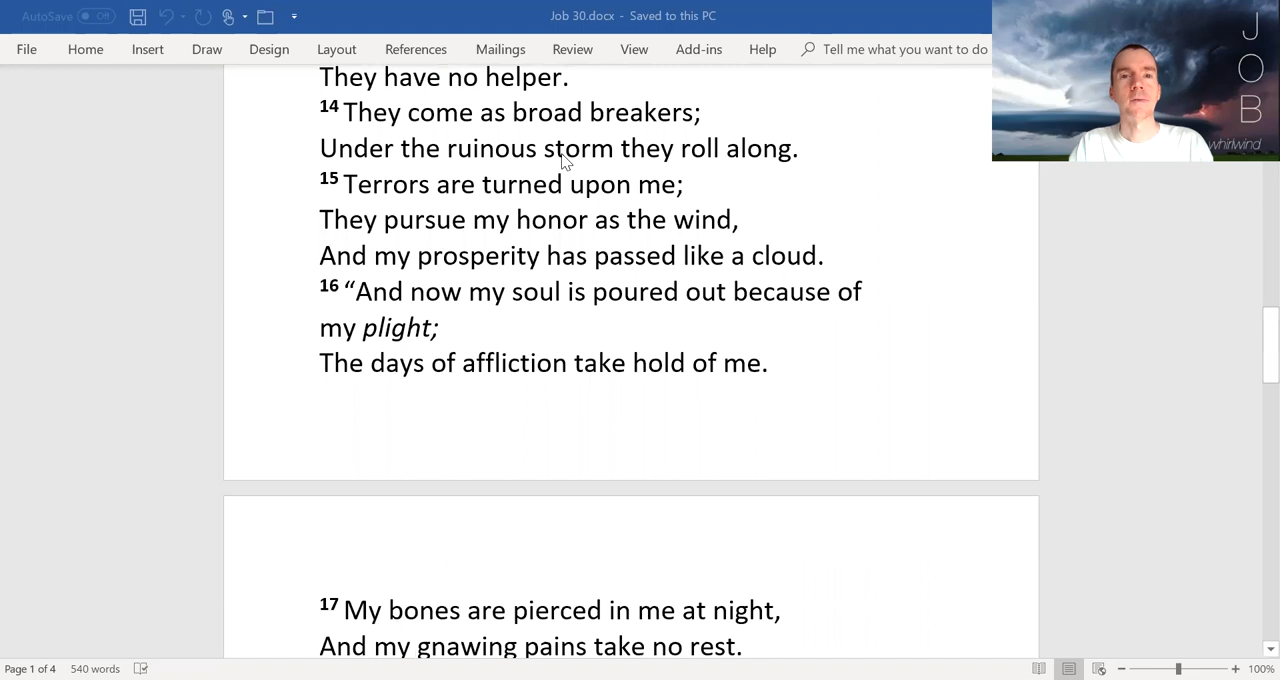 AutoSave Off
Job 30.docx - Saved to this PC
File Home Insert Draw Design Layout References Mailings Review View Add-ins Help Tell me what you want to do
J
O
B
whirlwind
They have no helper.
14 They come as broad breakers;
Under the ruinous storm they roll along.
15 Terrors are turned upon me;
They pursue my honor as the wind,
And my prosperity has passed like a cloud.
16 “And now my soul is poured out because of
my plight;
The days of affliction take hold of me.
17 My bones are pierced in me at night,
And my gnawing pains take no rest.
Page 1 of 4 540 words
100%